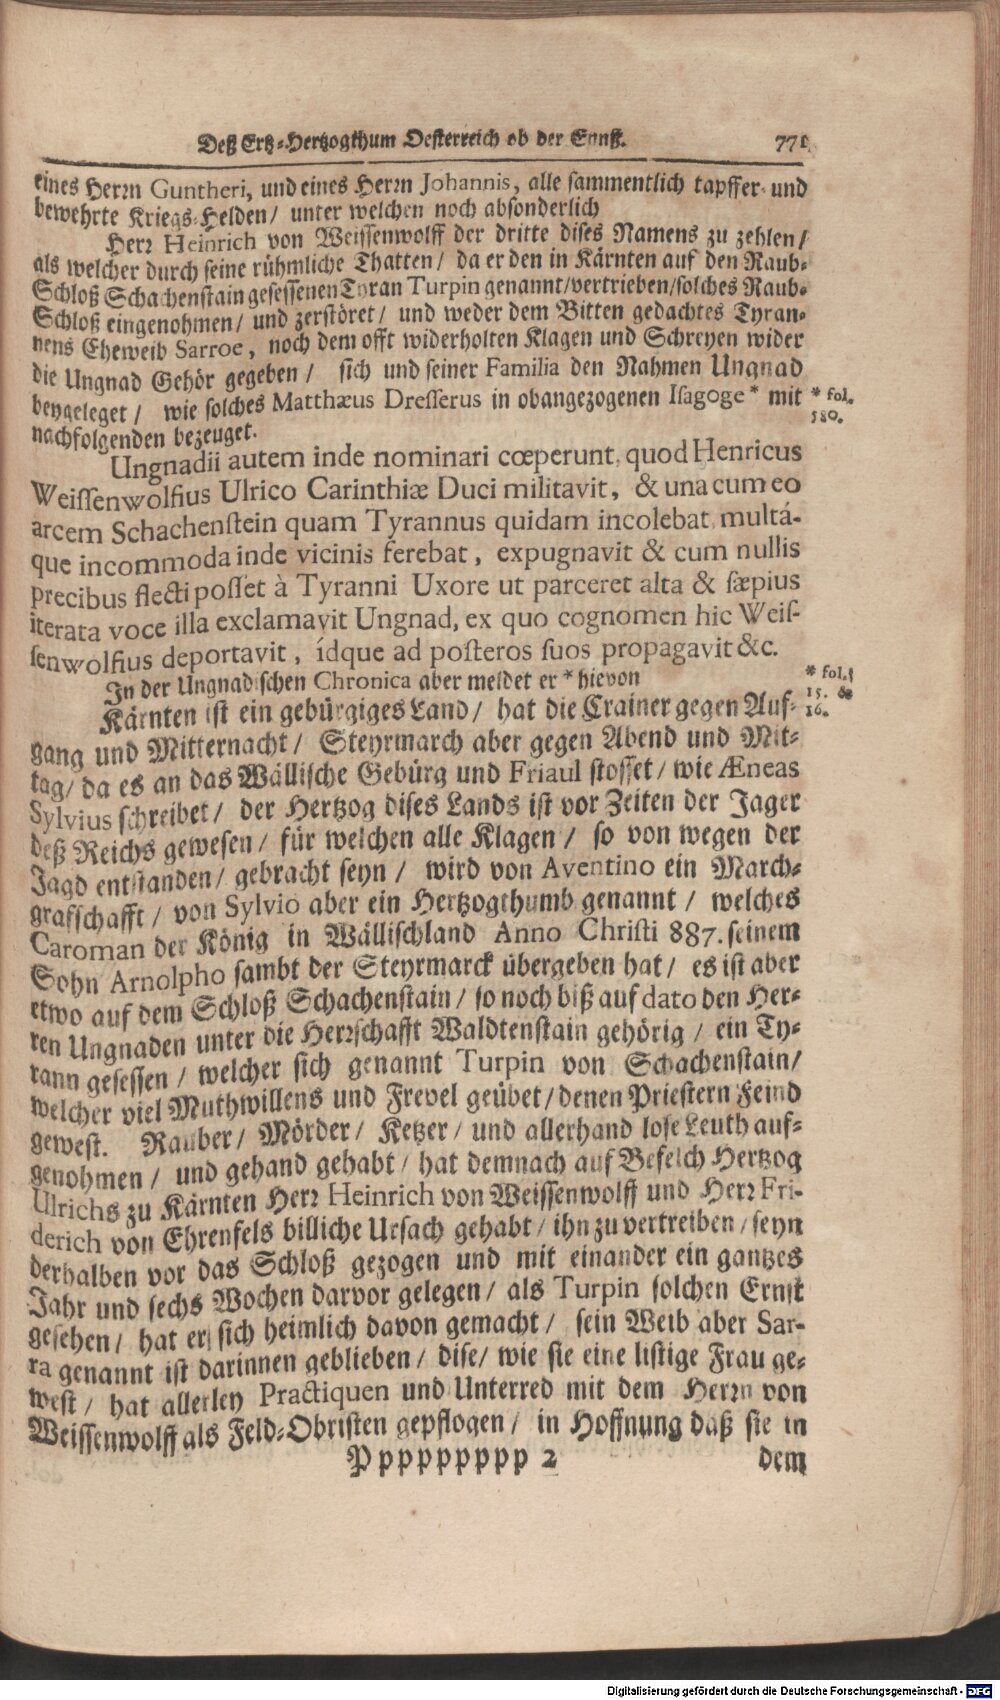 Deß Ertz-Hertzogthum Oesterreich ob der Ennß. 771
eines Herrn Guntheri, und eines Herrn Johannis, alle sammentlich tapffer- und
bewehrte Kriegs-Helden/ unter welchen noch absonderlich
Herr Heinrich von Weissenwolff der dritte dises Namens zu zehlen/
als welcher durch seine rühmliche Thatten/ da er den in Kärnten auf den Raub-
Schloß Schachenstain gesessenen Tyran Turpin genannt/vertrieben/solches Raub-
Schloß eingenohmen/ und zerstöret/ und weder dem Bitten gedachtes Tyran-
nens Eheweib Sarroe, noch dem offt widerholten Klagen und Schreyen wider
die Ungnad Gehör gegeben/ sich und seiner Familia den Nahmen Ungnad
beygeleget/ wie solches Matthæus Dresserus in obangezogenen Isagoge * mit
* fol.
580.
nachfolgenden bezeuget.
Ungnadii autem inde nominari cœperunt, quod Henricus
Weissenwolfius Ulrico Carinthiæ Duci militavit, & una cum eo
arcem Schachenstein quam Tyrannus quidam incolebat, multá-
que incommoda inde vicinis ferebat, expugnavit & cum nullis
precibus flecti posset à Tyranni Uxore ut parceret alta & sæpius
iterata voce illa exclamavit Ungnad, ex quo cognomen hic Weis-
senwolfius deportavit, ídque ad posteros suos propagavit &c.
In der Ungnadischen Chronica aber meldet er * hievon
* fol.
15. &
16.
Kärnten ist ein gebürgiges Land/ hat die Crainer gegen Auf-
gang und Mitternacht/ Steyrmarch aber gegen Abend und Mit-
tag/ da es an das Wällische Gebürg und Friaul stosset/ wie Æneas
Sylvius schreibet/ der Hertzog dises Lands ist vor Zeiten der Jager
deß Reichs gewesen/ für welchen alle Klagen/ so von wegen der
Jagd entstanden/ gebracht seyn/ wird von Aventino ein March-
grafschafft/ von Sylvio aber ein Hertzogthumb genannt/ welches
Caroman der König in Wällischland Anno Christi 887. seinem
Sohn Arnolpho sambt der Steyrmarck übergeben hat/ es ist aber
etwo auf dem Schloß Schachenstain/ so noch biß auf dato den Her-
ren Ungnaden unter die Herrschafft Waldtenstain gehörig/ ein Ty-
rann gesessen/ welcher sich genannt Turpin von Schachenstain/
welcher viel Muthwillens und Frevel geübet/ denen Priestern Feind
gewest. Rauber/ Mörder/ Ketzer/ und allerhand lose Leuth auf-
genohmen/ und gehand gehabt/ hat demnach auf Befelch Hertzog
Ulrichs zu Kärnten Herr Heinrich von Weissenwolff und Herr Fri-
derich von Ehrenfels billiche Ursach gehabt/ ihn zu vertreiben/ seyn
derhalben vor das Schloß gezogen und mit einander ein gantzes
Jahr und sechs Wochen darvor gelegen/ als Turpin solchen Ernst
gesehen/ hat er sich heimlich davon gemacht/ sein Weib aber Sar-
ra genannt ist darinnen geblieben/ dise/ wie sie eine listige Frau ge-
west/ hat allerley Practiquen und Unterred mit dem Herrn von
Weissenwolff als Feld-Obristen gepflogen/ in Hoffnung daß sie in
Ppppppppp 2 dem
Digitalisierung gefördert durch die Deutsche Forschungsgemeinschaft - DFG